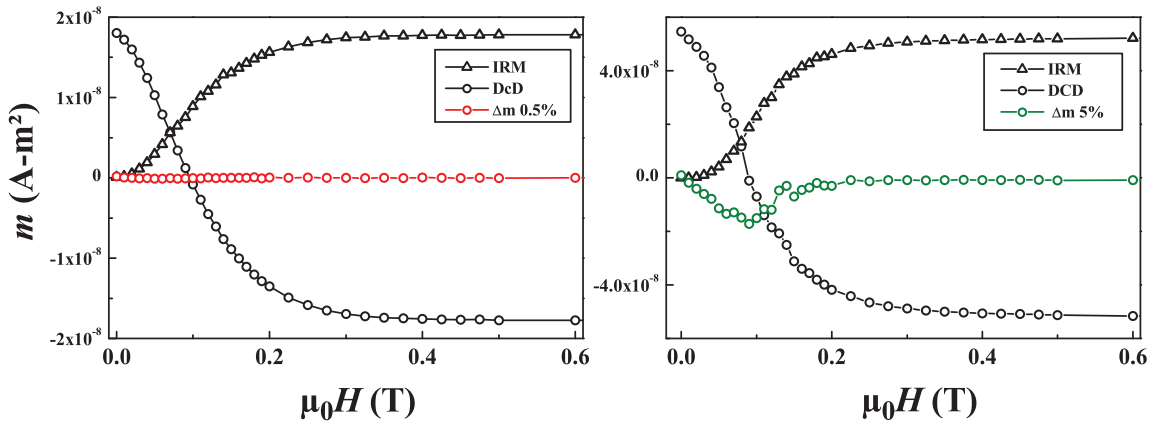 m (A-m²)
2x10⁻⁸
1x10⁻⁸
0
-1x10⁻⁸
-2x10⁻⁸
0.0 0.2 0.4 0.6
μ₀H (T)
IRM
DcD
Δm 0.5%
4.0x10⁻⁸
0.0
-4.0x10⁻⁸
0.0 0.2 0.4 0.6
μ₀H (T)
IRM
DCD
Δm 5%